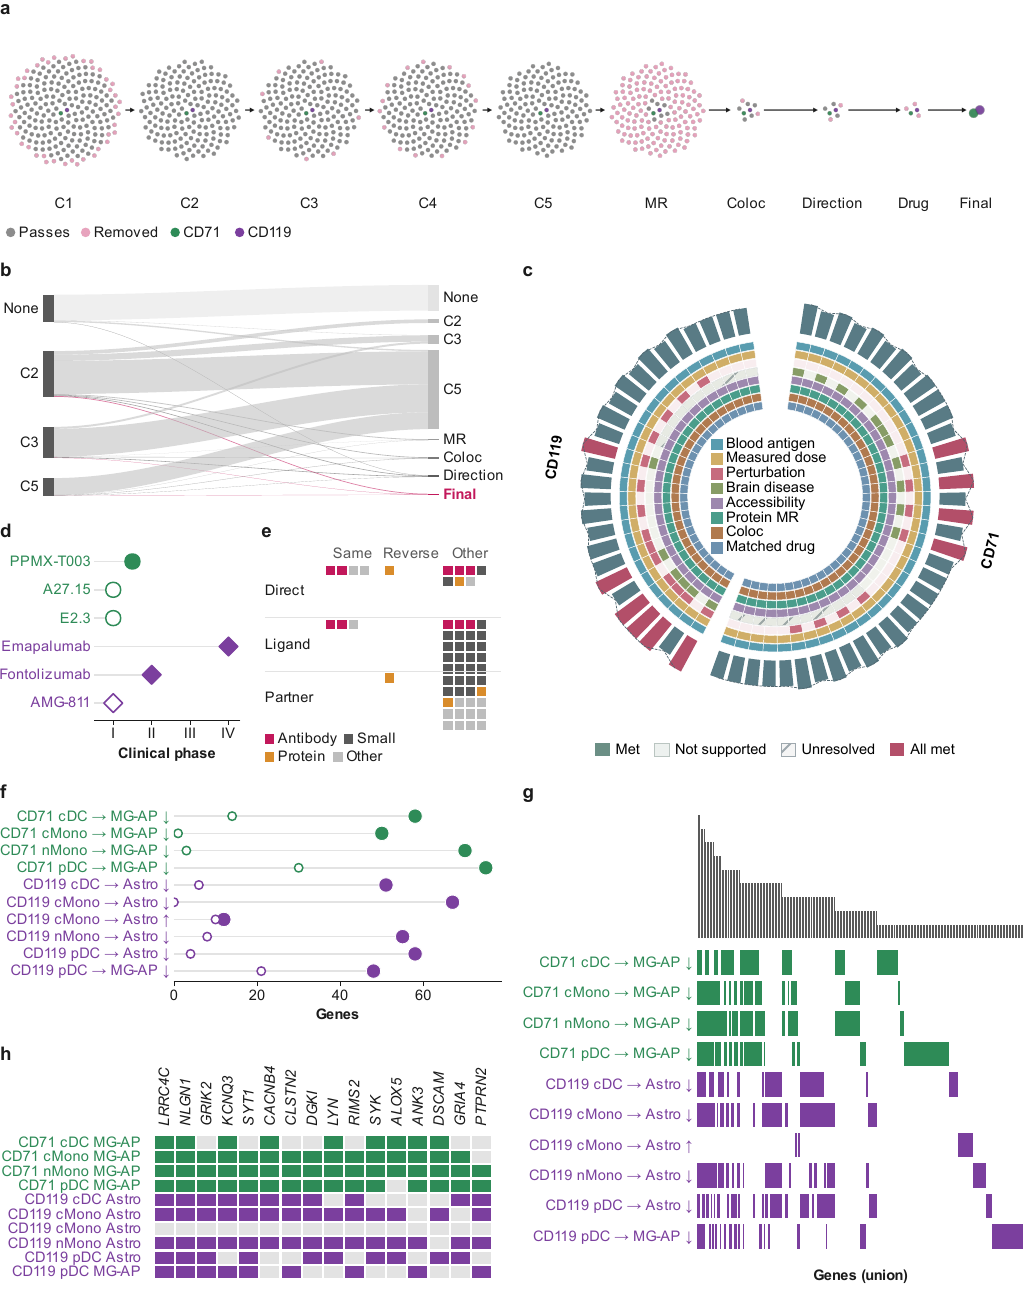 a
C1 C2 C3 C4 C5 MR Coloc Direction Drug Final
Passes Removed CD71 CD119
b
None
C2
C3
C5
None
C2
C3
C5
MR
Coloc
Direction
Final
c
CD119
CD71
Blood antigen
Measured dose
Perturbation
Brain disease
Accessibility
Protein MR
Coloc
Matched drug
Met Not supported Unresolved All met
d
PPMX-T003
A27.15
E2.3
Emapalumab
Fontolizumab
AMG-811
I II III IV
Clinical phase
e
Same Reverse Other
Direct
Ligand
Partner
Antibody Small
Protein Other
f
CD71 cDC → MG-AP ↓
CD71 cMono → MG-AP ↓
CD71 nMono → MG-AP ↓
CD71 pDC → MG-AP ↓
CD119 cDC → Astro ↓
CD119 cMono → Astro ↓
CD119 cMono → Astro ↑
CD119 nMono → Astro ↓
CD119 pDC → Astro ↓
CD119 pDC → MG-AP ↓
0 20 40 60
Genes
g
CD71 cDC → MG-AP ↓
CD71 cMono → MG-AP ↓
CD71 nMono → MG-AP ↓
CD71 pDC → MG-AP ↓
CD119 cDC → Astro ↓
CD119 cMono → Astro ↓
CD119 cMono → Astro ↑
CD119 nMono → Astro ↓
CD119 pDC → Astro ↓
CD119 pDC → MG-AP ↓
Genes (union)
h
LRRC4C NLGN1 GRIK2 KCNQ3 SYT1 CACNB4 CLSTN2 DGKI LYN RIMS2 SYK ALOX5 ANK3 DSCAM GRIA4 PTPRN2
CD71 cDC MG-AP
CD71 cMono MG-AP
CD71 nMono MG-AP
CD71 pDC MG-AP
CD119 cDC Astro
CD119 cMono Astro
CD119 cMono Astro
CD119 nMono Astro
CD119 pDC Astro
CD119 pDC MG-AP